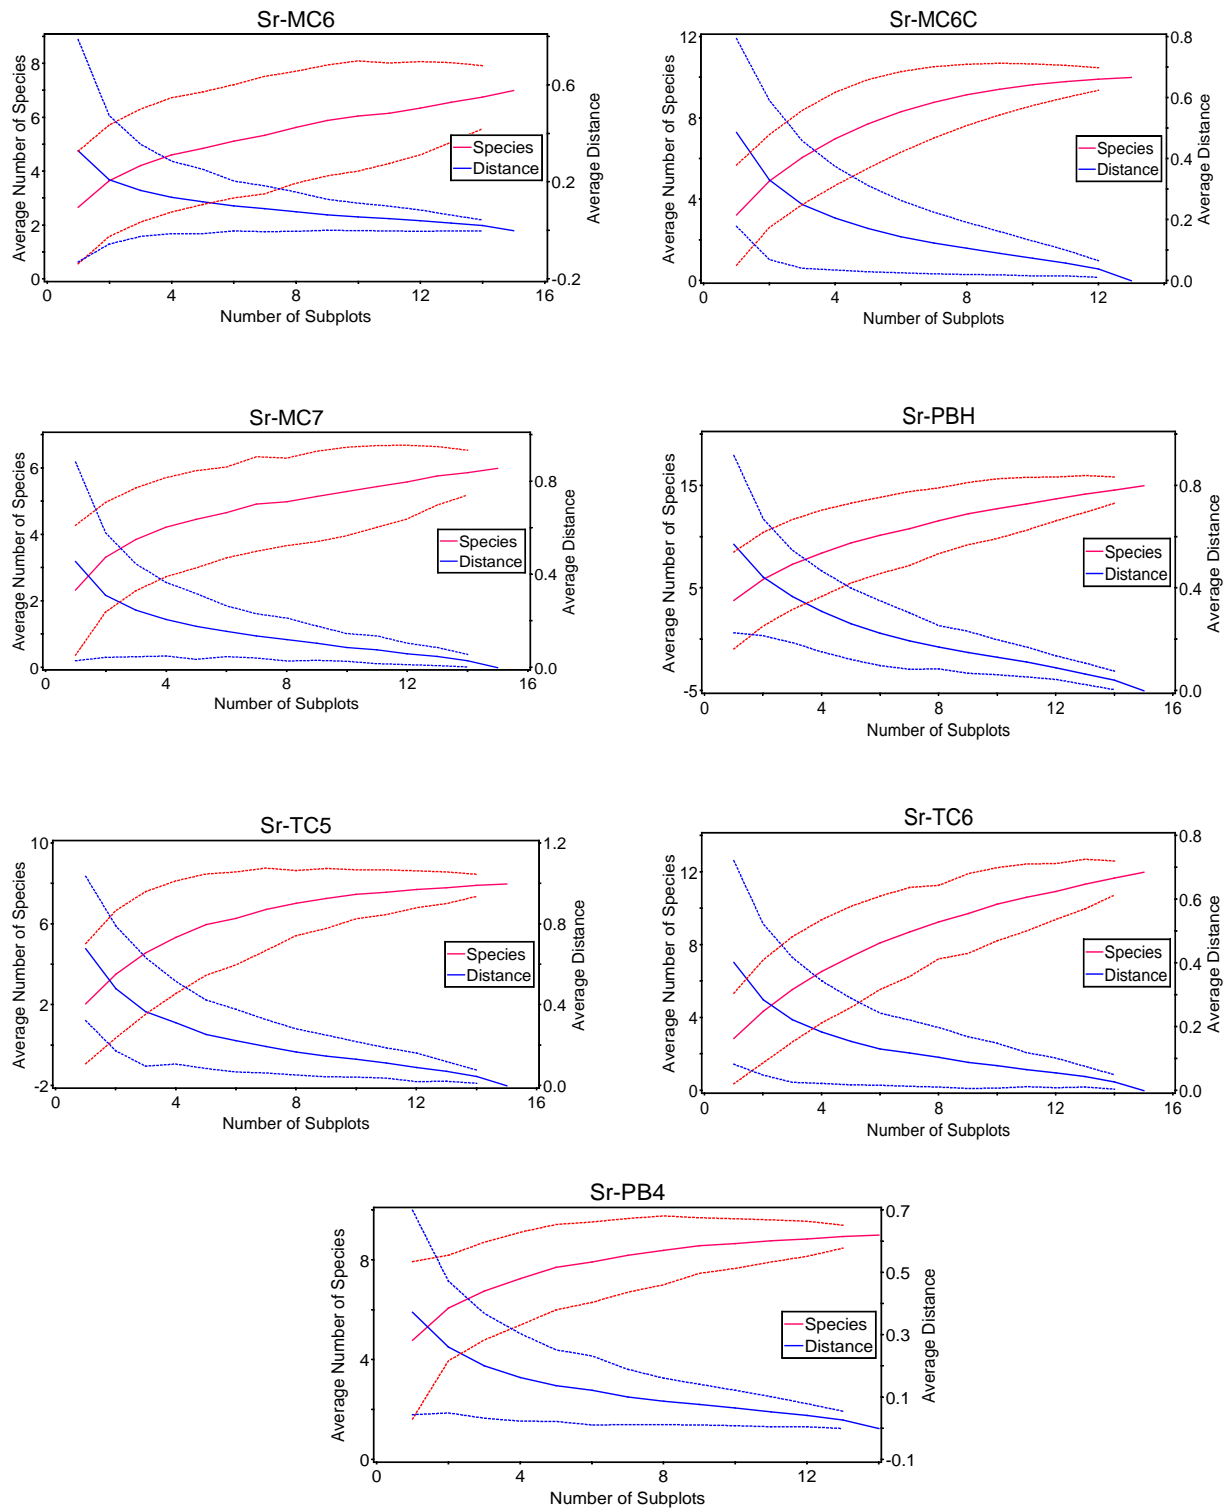 Sr-MC6
Average Number of Species
8
6
4
2
0
0 4 8 12 16
Number of Subplots
0.6
0.2
-0.2
Average Distance
Species
Distance
Sr-MC6C
Average Number of Species
12
8
4
0
0 4 8 12
Number of Subplots
0.8
0.6
0.4
0.2
0.0
Average Distance
Species
Distance
Sr-MC7
Average Number of Species
6
4
2
0
0 4 8 12 16
Number of Subplots
0.8
0.4
0.0
Average Distance
Species
Distance
Sr-PBH
Average Number of Species
15
5
-5
0 4 8 12 16
Number of Subplots
0.8
0.4
0.0
Average Distance
Species
Distance
Sr-TC5
Average Number of Species
10
6
2
-2
0 4 8 12 16
Number of Subplots
1.2
0.8
0.4
0.0
Average Distance
Species
Distance
Sr-TC6
Average Number of Species
12
8
4
0
0 4 8 12 16
Number of Subplots
0.8
0.6
0.4
0.2
0.0
Average Distance
Species
Distance
Sr-PB4
Average Number of Species
8
4
0
0 4 8 12
Number of Subplots
0.7
0.5
0.3
0.1
-0.1
Average Distance
Species
Distance